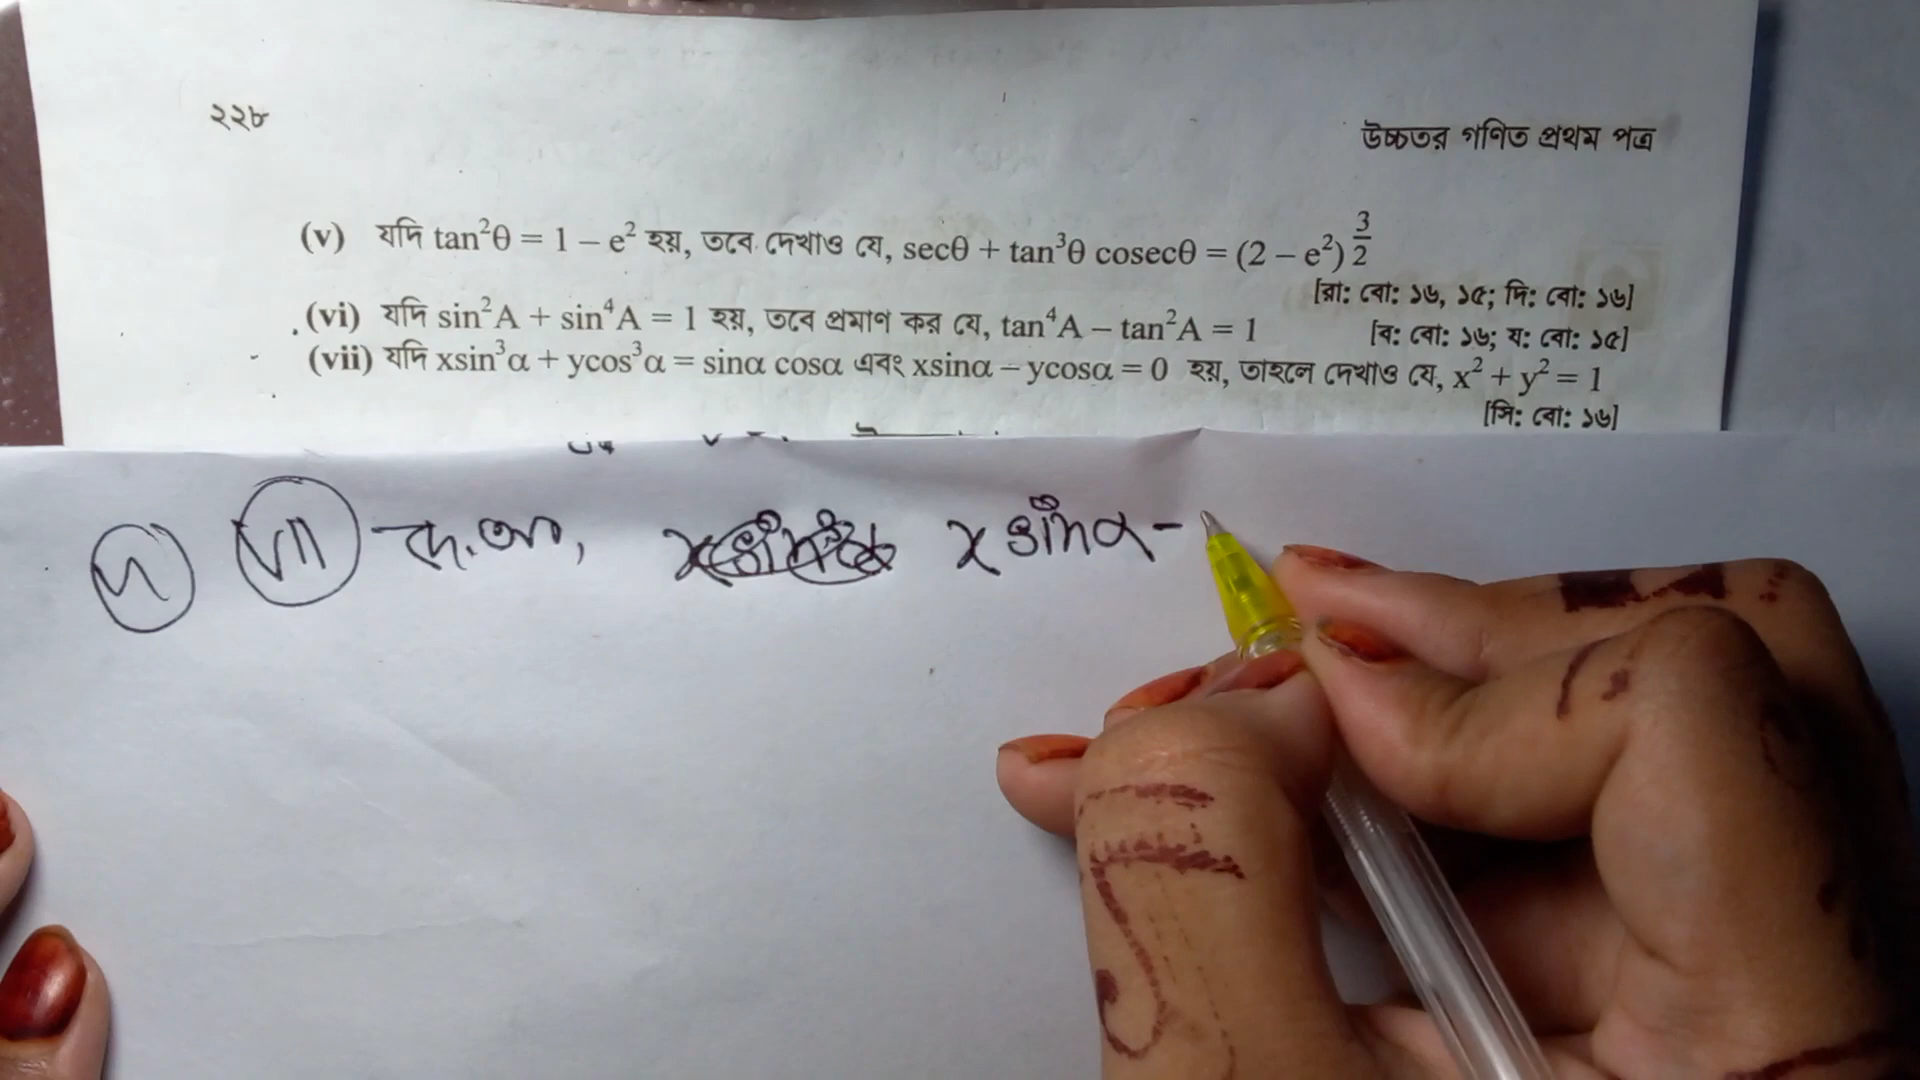 ২২৮
উচ্চতর গণিত প্রথম পত্র
(v) যদি tan²θ = 1 – e² হয়, তবে দেখাও যে, secθ + tan³θ cosecθ = (2 – e²)^(3/2)
[রা: বো: ১৬, ১৫; দি: বো: ১৬]
(vi) যদি sin²A + sin⁴A = 1 হয়, তবে প্রমাণ কর যে, tan⁴A – tan²A = 1 [ব: বো: ১৬; য: বো: ১৫]
(vii) যদি xsin³α + ycos³α = sinα cosα এবং xsinα – ycosα = 0 হয়, তাহলে দেখাও যে, x² + y² = 1
[সি: বো: ১৬]
VII দে.আ, x sinα –